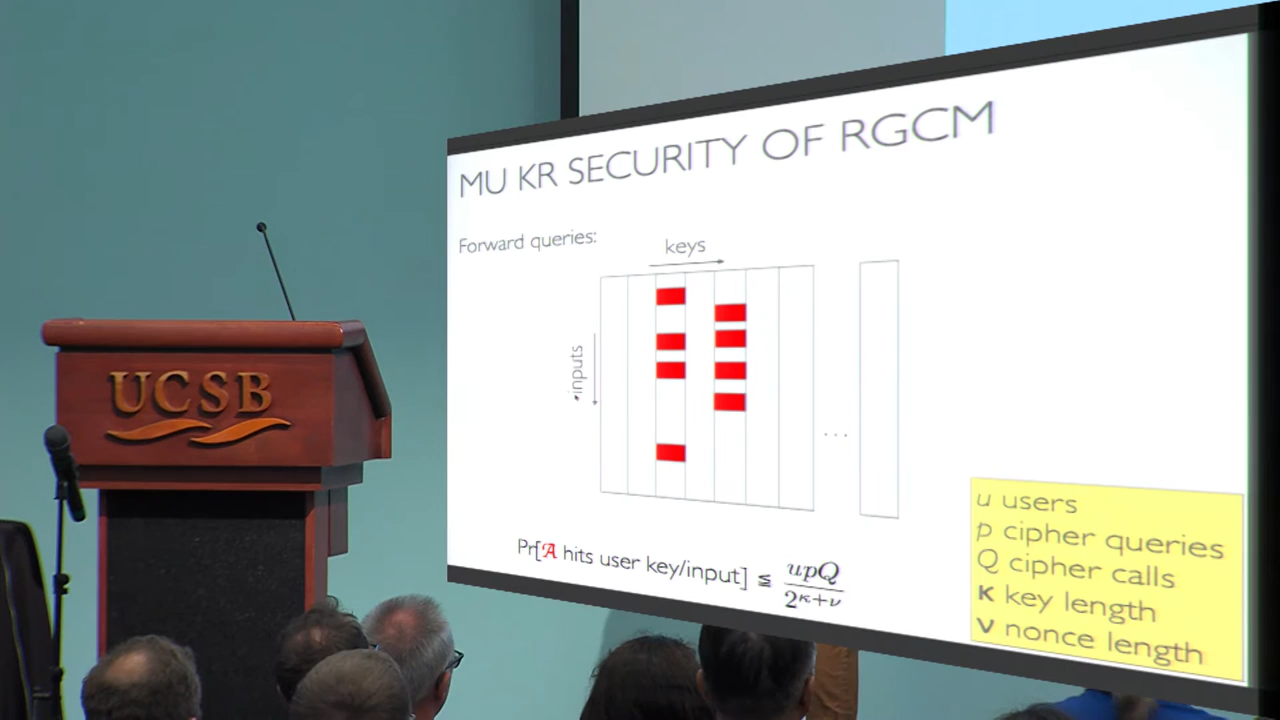 UCSB
MU KR SECURITY OF RGCM
Forward queries:
keys
inputs
...
Pr[A hits user key/input] ≤ upQ / 2^{κ+ν}
u users
p cipher queries
Q cipher calls
κ key length
ν nonce length